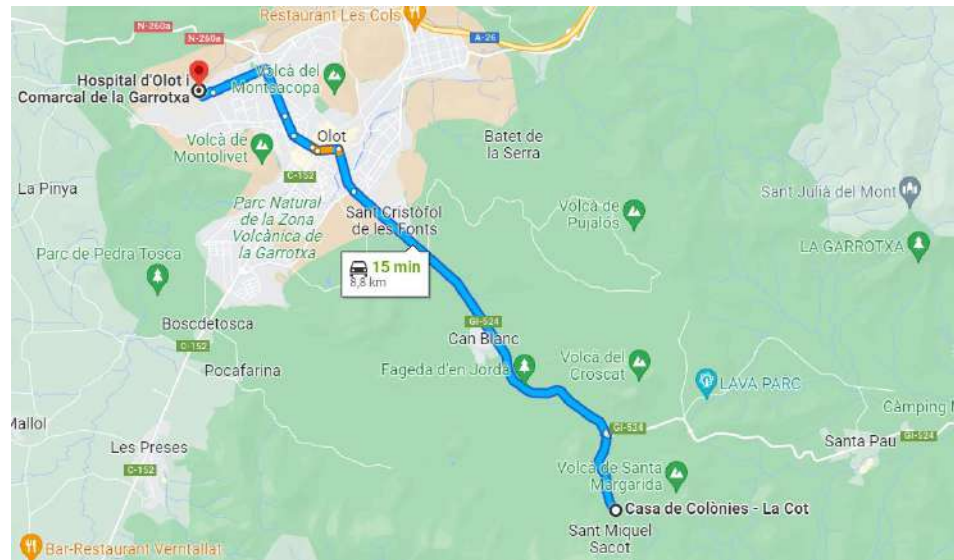 Restaurant Les Cols
N-260a
N-260a
A-26
Hospital d'Olot i
Comarcal de la Garrotxa
Volcà del
Montsacopa
Olot
Volcà de
Montolivet
C-152
Batet de
la Serra
La Pinya
Sant Julià del Mont
Parc Natural
de la Zona
Volcànica de
la Garrotxa
Sant Cristòfol
de les Fonts
Volcà de
Pujalós
Parc de Pedra Tosca
LA GARROTXA
15 min
8,8 km
Boscdetosca
GI-524
C-152
Can Blanc
Pocafarina
Fageda d'en Jordà
Volcà del
Croscat
LAVA PARC
Mallol
Càmping M
GI-524
GI-524
Les Preses
Santa Pau
C-152
Volcà de Santa
Margarida
Casa de Colònies - La Cot
Sant Miquel
Sacot
Bar-Restaurant Verntallat